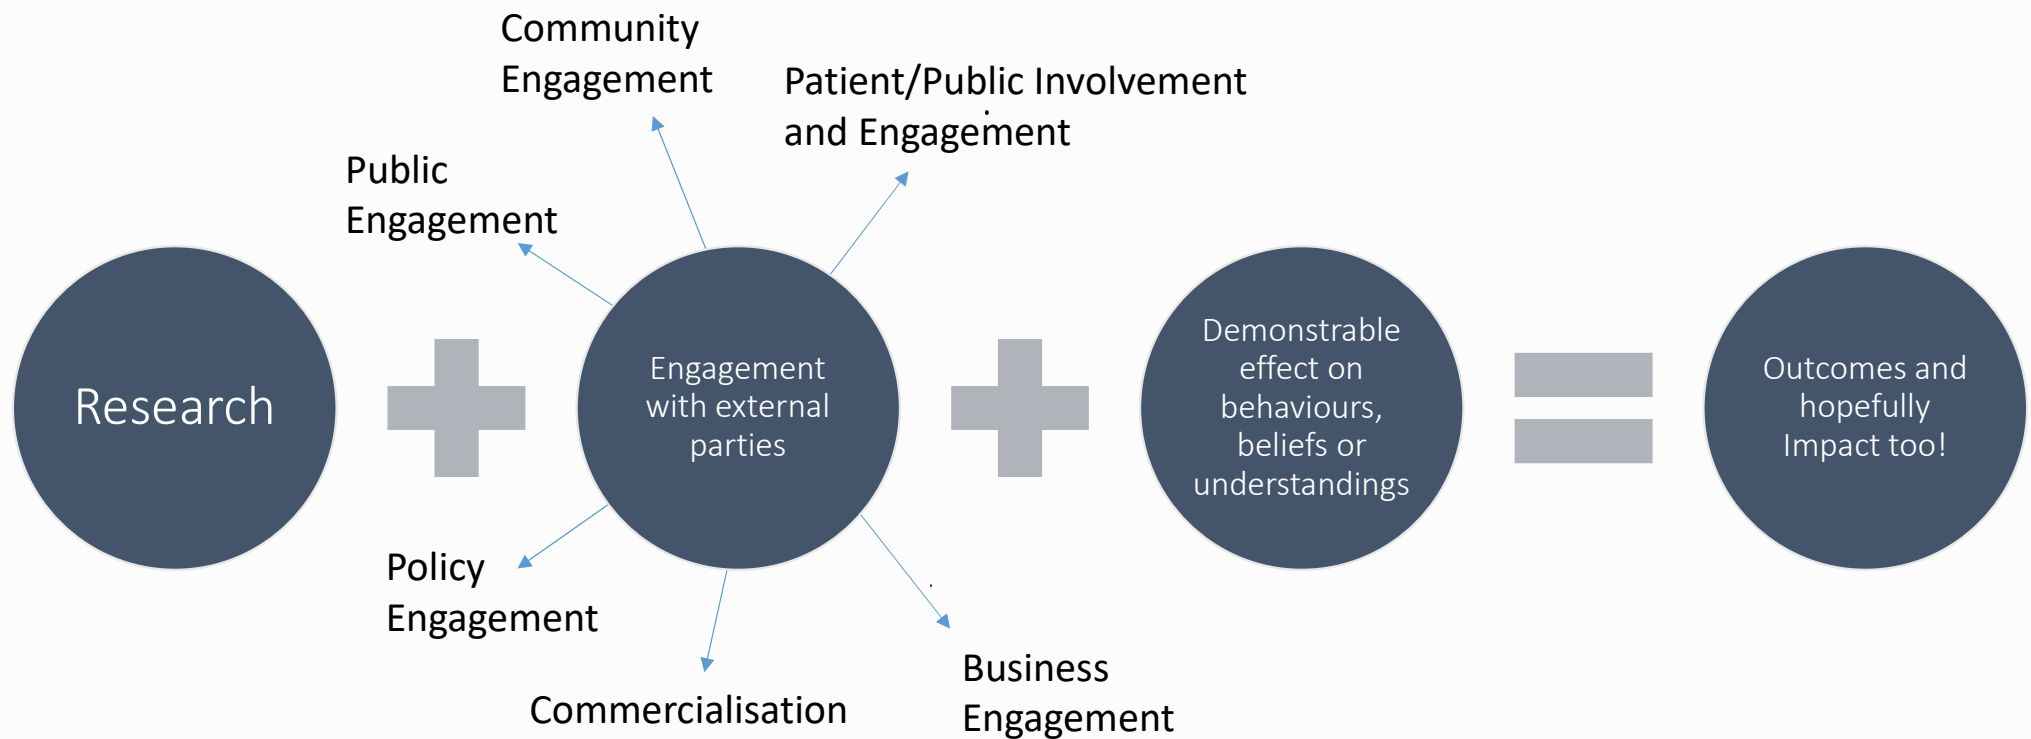 Community
Engagement
Patient/Public Involvement
and Engagement
Public
Engagement
Research
Engagement
with external
parties
Demonstrable
effect on
behaviours,
beliefs or
understandings
Outcomes and
hopefully
Impact too!
Policy
Engagement
Commercialisation
Business
Engagement